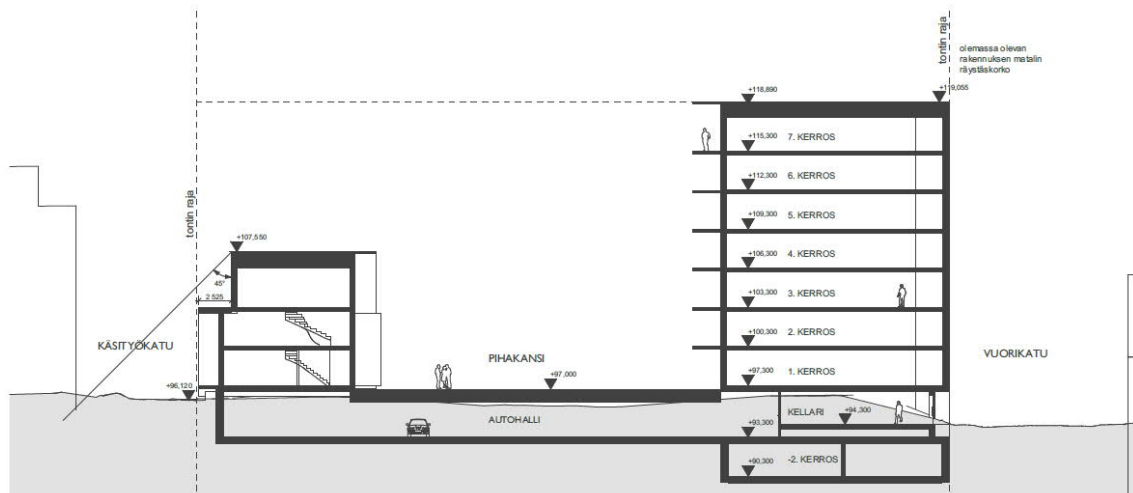 tontin raja
olemassa olevan
rakennuksen matalin
räystäskorko
+118,890
+119,055
+115,300 7. KERROS
+112,300 6. KERROS
tontin raja
+109,300 5. KERROS
+107,550
+106,300 4. KERROS
45°
2 525
+103,300 3. KERROS
+100,300 2. KERROS
KÄSITYÖKATU
PIHAKANSI
VUORIKATU
+97,300 1. KERROS
+96,120
+97,000
KELLARI
+94,300
AUTOHALLI
+93,300
+90,300 -2. KERROS